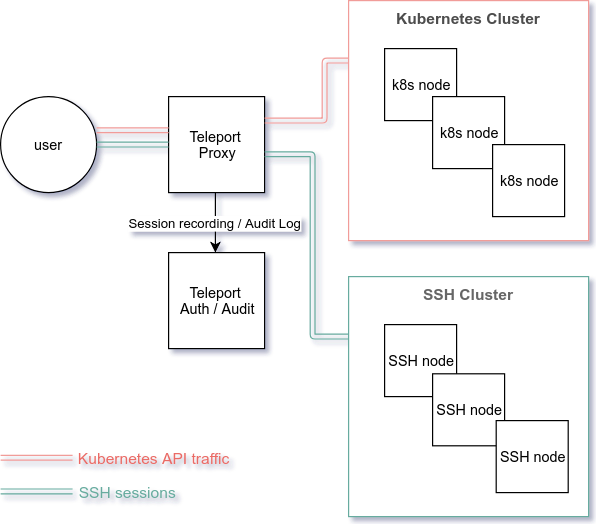 Kubernetes Cluster
k8s node
k8s node
k8s node
user
Teleport
Proxy
Session recording / Audit Log
Teleport
Auth / Audit
SSH Cluster
SSH node
SSH node
SSH node
Kubernetes API traffic
SSH sessions